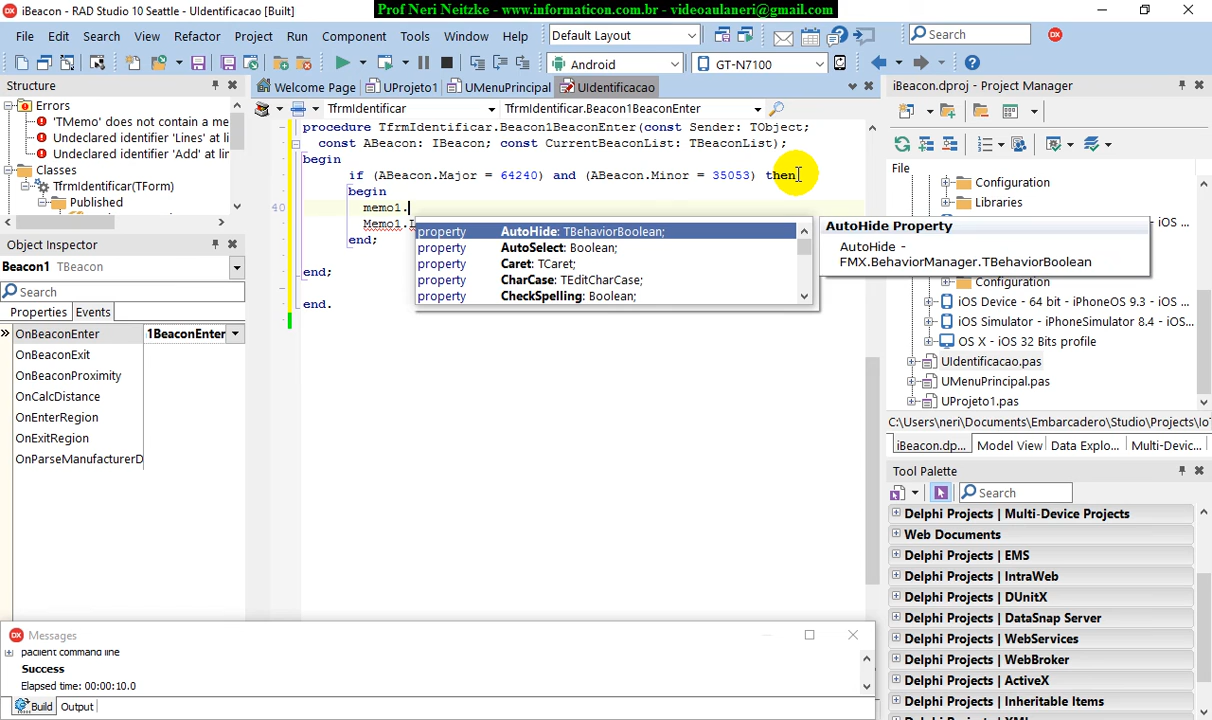 iBeacon - RAD Studio 10 Seattle - UIdentificacao [Built]
Prof Neri Neitzke - www.informaticon.com.br - videoaulaneri@gmail.com
File Edit Search View Refactor Project Run Component Tools Window Help
Default Layout
Search
Android
GT-N7100
Structure
Errors
'TMemo' does not contain a me
Undeclared identifier 'Lines' at li
Undeclared identifier 'Add' at li
Classes
TfrmIdentificar(TForm)
Published
Object Inspector
Beacon1 TBeacon
Search
Properties Events
OnBeaconEnter 1BeaconEnter
OnBeaconExit
OnBeaconProximity
OnCalcDistance
OnEnterRegion
OnExitRegion
OnParseManufacturerD
Welcome Page UProjeto1 UMenuPrincipal UIdentificacao
TfrmIdentificar TfrmIdentificar.Beacon1BeaconEnter
procedure TfrmIdentificar.Beacon1BeaconEnter(const Sender: TObject;
const ABeacon: IBeacon; const CurrentBeaconList: TBeaconList);
begin
if (ABeacon.Major = 64240) and (ABeacon.Minor = 35053) then
begin
40 memo1.
Memo1.
end;
end;
end.
property AutoHide: TBehaviorBoolean;
property AutoSelect: Boolean;
property Caret: TCaret;
property CharCase: TEditCharCase;
property CheckSpelling: Boolean;
AutoHide Property
AutoHide -
FMX.BehaviorManager.TBehaviorBoolean
iBeacon.dproj - Project Manager
File
Configuration
Libraries
- iOS
Configuration
iOS Device - 64 bit - iPhoneOS 9.3 - iOS ...
iOS Simulator - iPhoneSimulator 8.4 - iOS...
OS X - iOS 32 Bits profile
UIdentificacao.pas
UMenuPrincipal.pas
UProjeto1.pas
C:\Users\neri\Documents\Embarcadero\Studio\Projects\IoT
iBeacon.dp... Model View Data Explo... Multi-Devic...
Tool Palette
Search
Delphi Projects | Multi-Device Projects
Web Documents
Delphi Projects | EMS
Delphi Projects | IntraWeb
Delphi Projects | DUnitX
Delphi Projects | DataSnap Server
Delphi Projects | WebServices
Delphi Projects | WebBroker
Delphi Projects | ActiveX
Delphi Projects | Inheritable Items
Messages
paclient command line
Success
Elapsed time: 00:00:10.0
Build Output